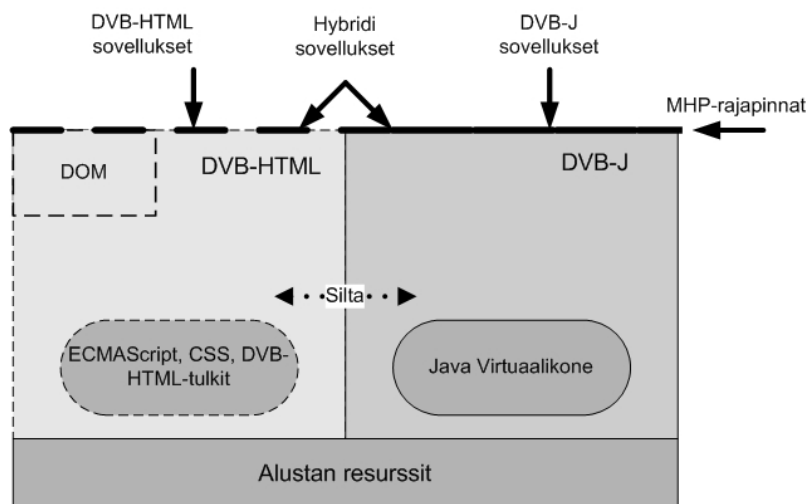 DVB-HTML
sovellukset
Hybridi
sovellukset
DVB-J
sovellukset
MHP-rajapinnat
DOM
DVB-HTML
DVB-J
Silta
ECMAScript, CSS, DVB-
HTML-tulkit
Java Virtuaalikone
Alustan resurssit